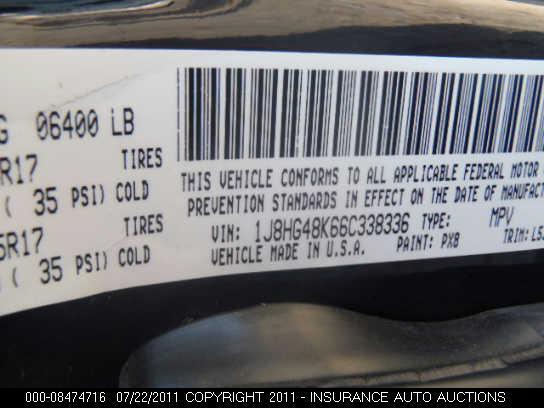 G 06400 LB
R17 TIRES
( 35 PSI) COLD
5R17 TIRES
( 35 PSI) COLD
THIS VEHICLE CONFORMS TO ALL APPLICABLE FEDERAL MOTOR
PREVENTION STANDARDS IN EFFECT ON THE DATE OF MANUFACT
VIN: 1J8HG48K66C338336 TYPE: MPV
VEHICLE MADE IN U.S.A. PAINT: PX8 TRIM: L5
000-08474716 07/22/2011 COPYRIGHT 2011 - INSURANCE AUTO AUCTIONS